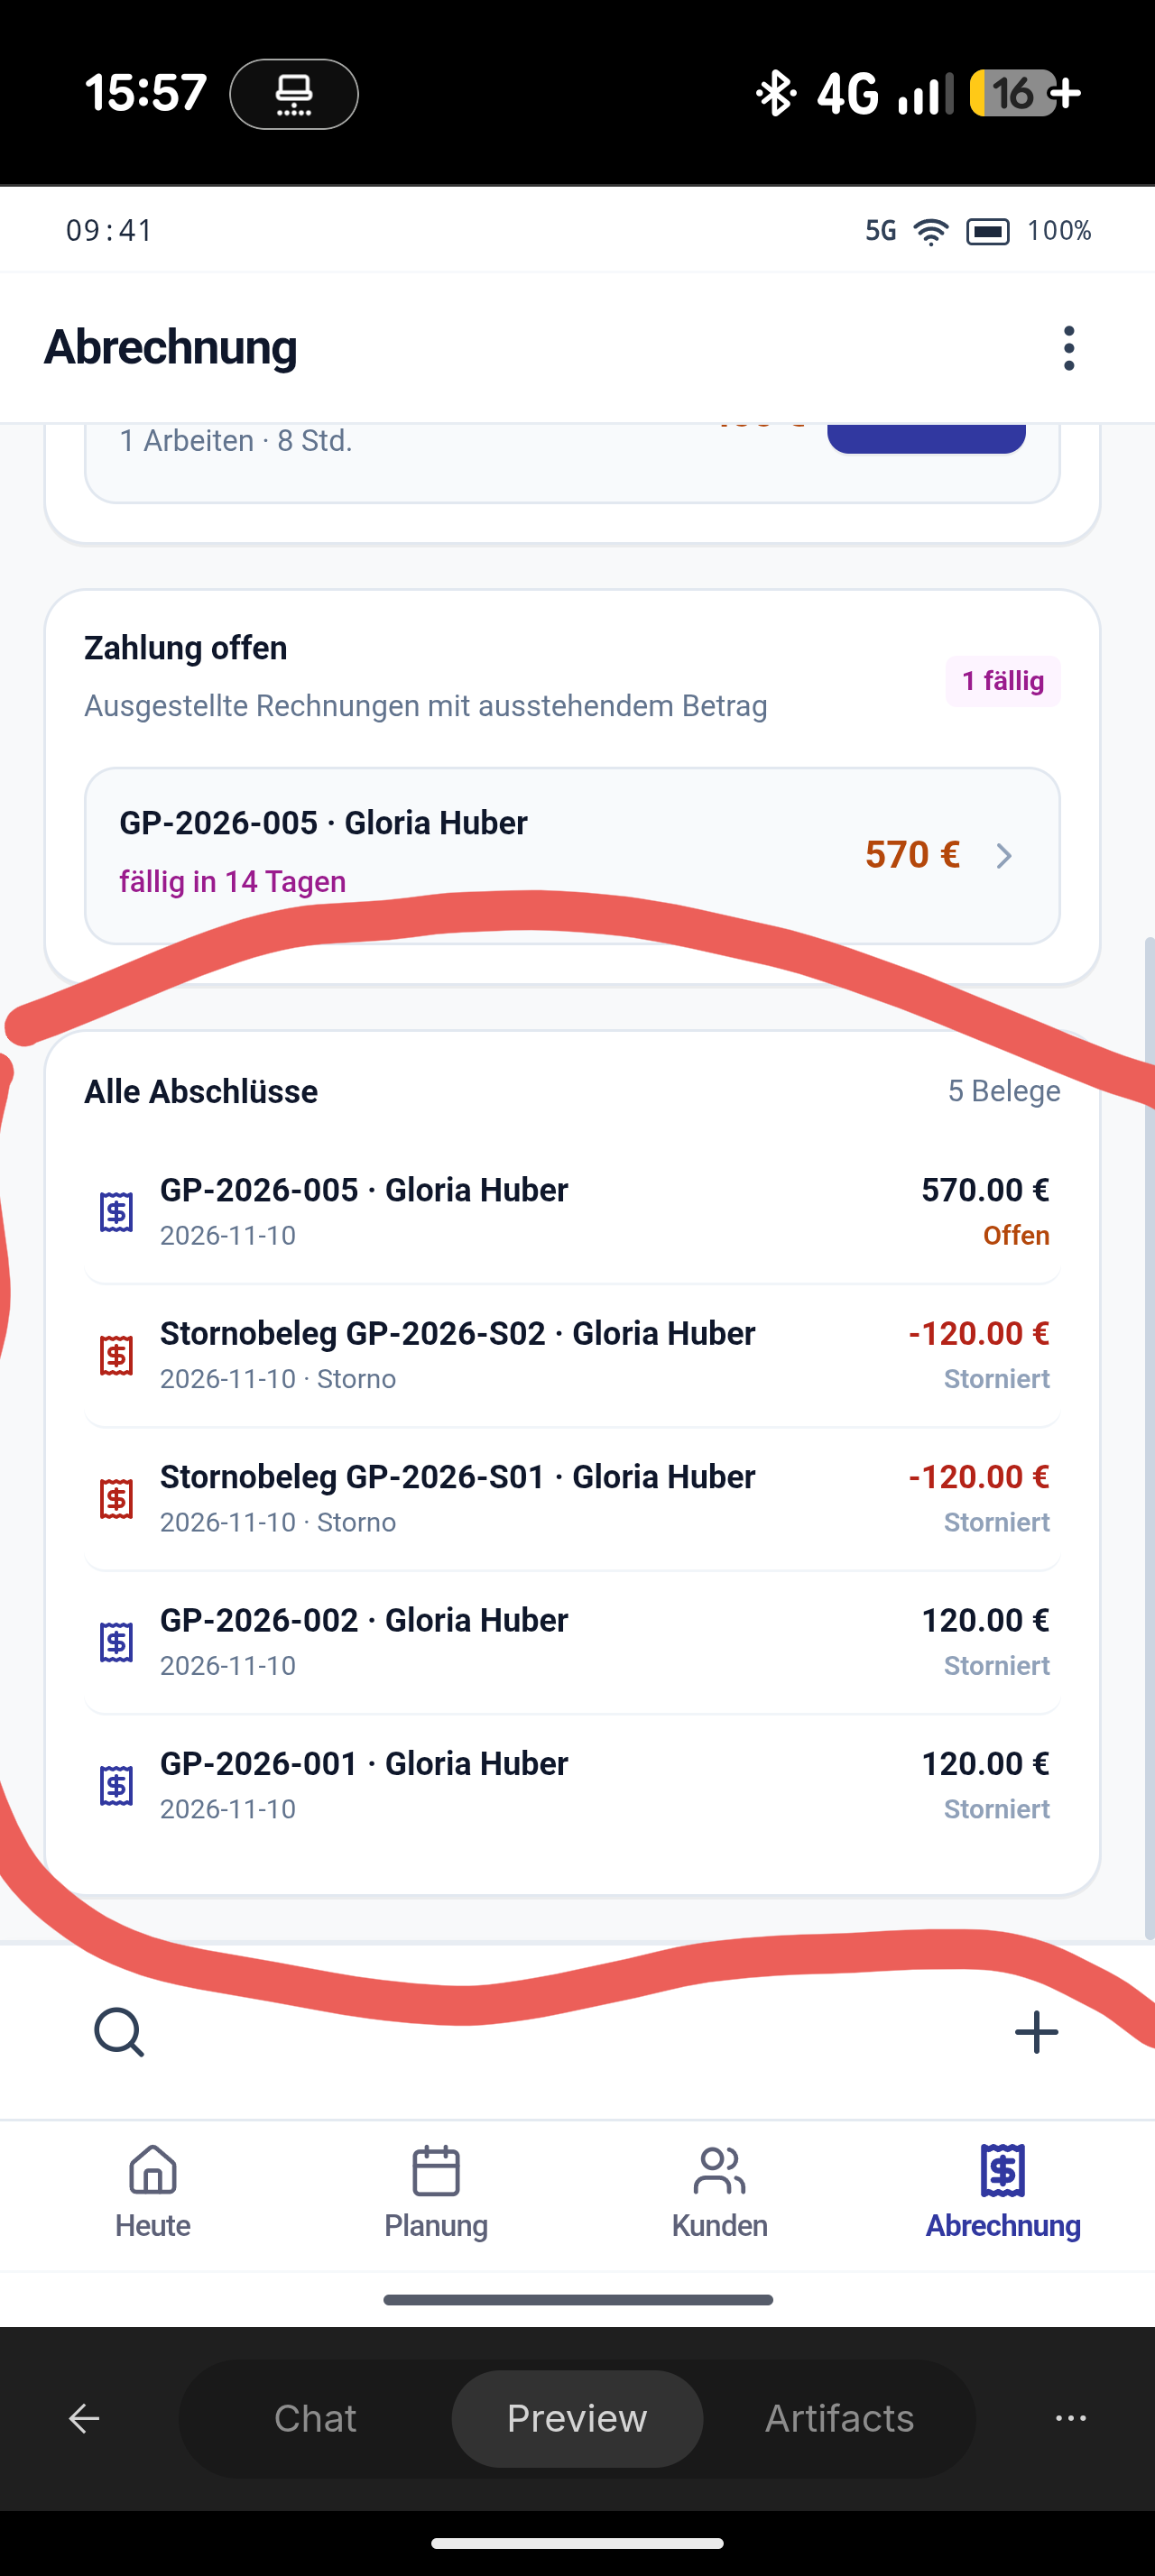 15:57
4G
16
09:41
5G
100%
Abrechnung
1 Arbeiten · 8 Std.
Zahlung offen
1 fällig
Ausgestellte Rechnungen mit ausstehendem Betrag
GP-2026-005 · Gloria Huber
570 €
fällig in 14 Tagen
Alle Abschlüsse
5 Belege
GP-2026-005 · Gloria Huber
570.00 €
2026-11-10
Offen
Stornobeleg GP-2026-S02 · Gloria Huber
-120.00 €
2026-11-10 · Storno
Storniert
Stornobeleg GP-2026-S01 · Gloria Huber
-120.00 €
2026-11-10 · Storno
Storniert
GP-2026-002 · Gloria Huber
120.00 €
2026-11-10
Storniert
GP-2026-001 · Gloria Huber
120.00 €
2026-11-10
Storniert
Heute
Planung
Kunden
Abrechnung
Chat
Preview
Artifacts